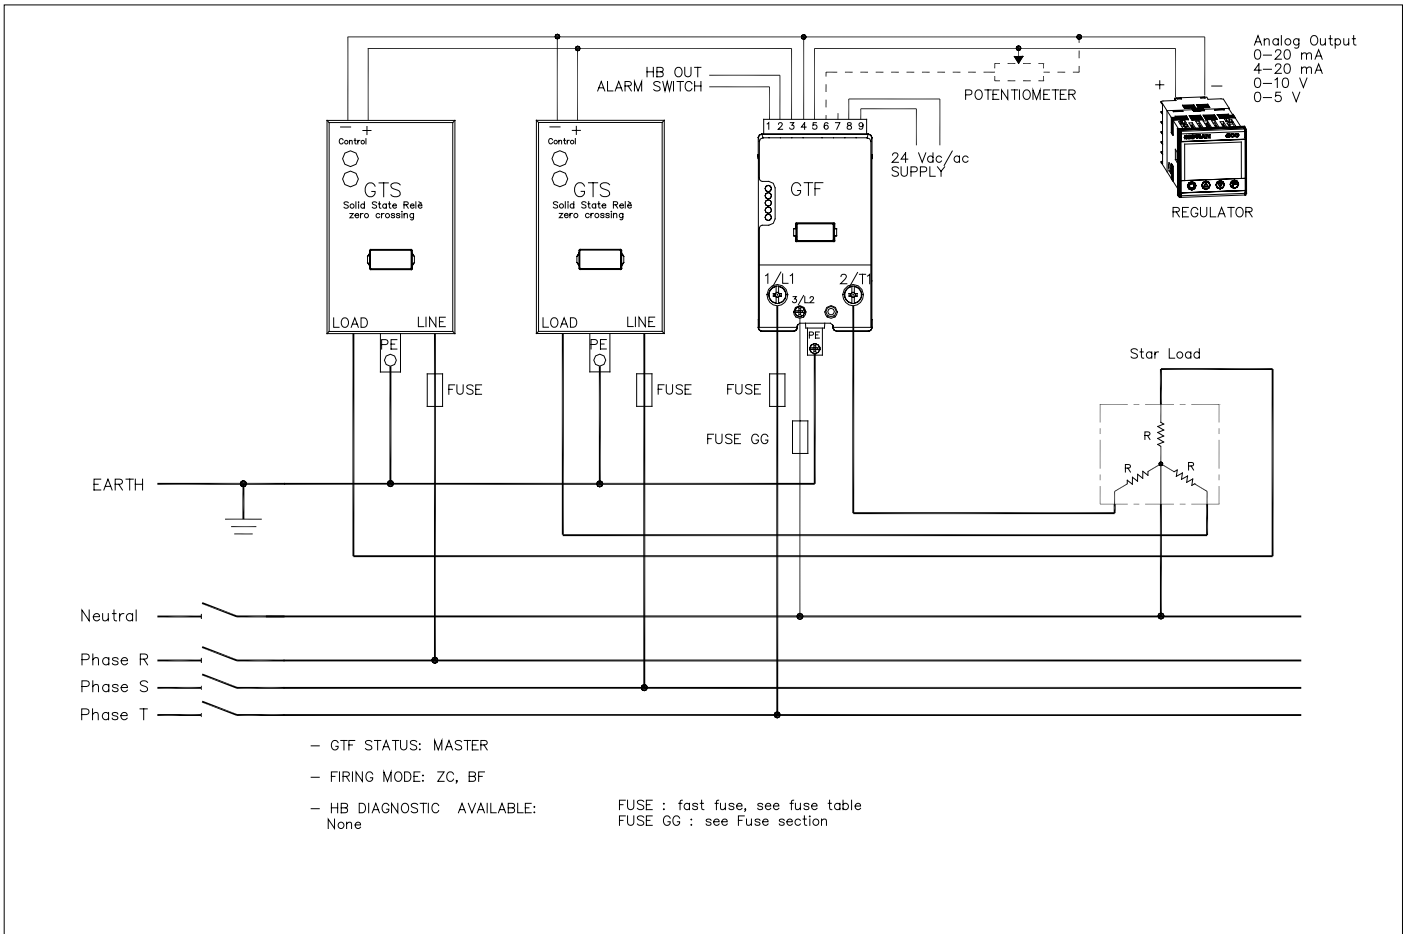 Analog Output
0-20 mA
4-20 mA
0-10 V
0-5 V
HB OUT
ALARM SWITCH
POTENTIOMETER
+ −
− +
Control
GTS
Solid State Relè
zero crossing
LOAD LINE
PE
FUSE
− +
Control
GTS
Solid State Relè
zero crossing
LOAD LINE
PE
FUSE
1 2 3 4 5 6 7 8 9
24 Vdc/ac
SUPPLY
GTF
1/L1 2/T1
3/L2
PE
FUSE
FUSE GG
REGULATOR
Star Load
R
R R
EARTH
Neutral
Phase R
Phase S
Phase T
− GTF STATUS: MASTER
− FIRING MODE: ZC, BF
− HB DIAGNOSTIC AVAILABLE:
None
FUSE : fast fuse, see fuse table
FUSE GG : see Fuse section